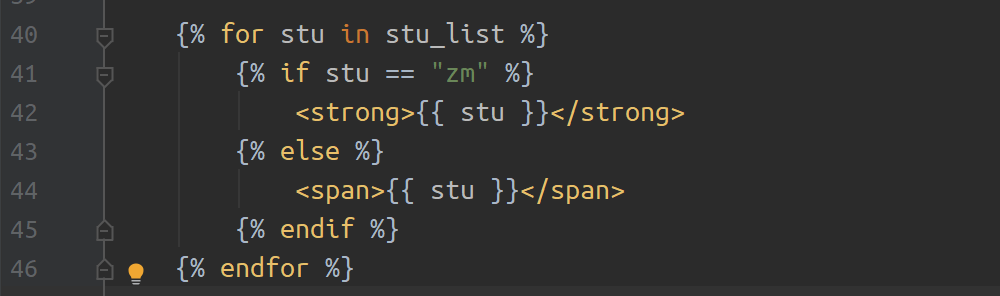 40 {% for stu in stu_list %}
41 {% if stu == "zm" %}
42 <strong>{{ stu }}</strong>
43 {% else %}
44 <span>{{ stu }}</span>
45 {% endif %}
46 {% endfor %}